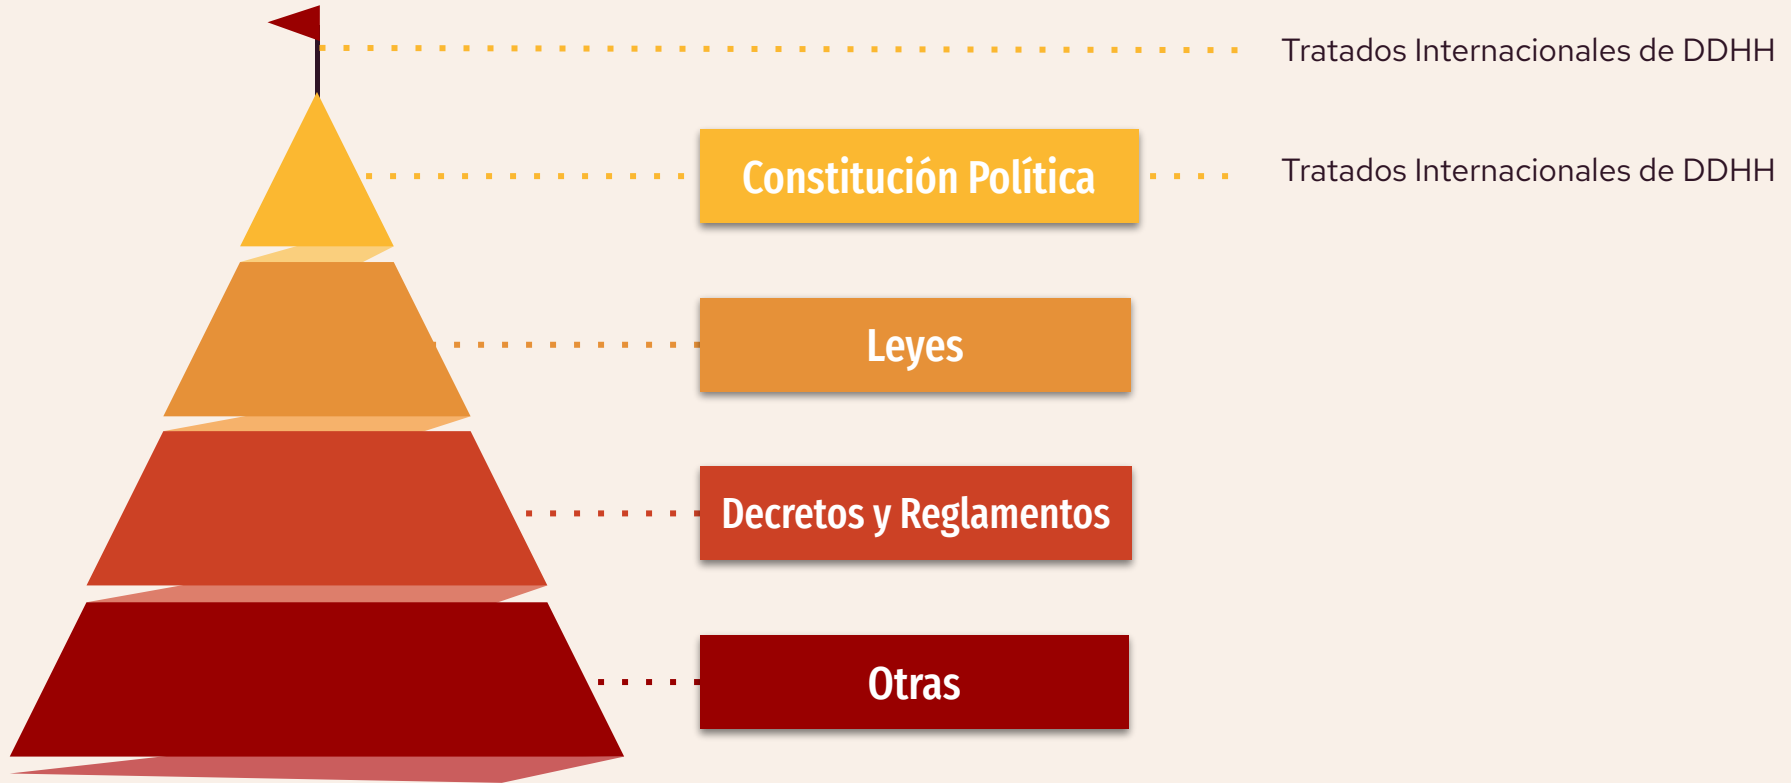 Tratados Internacionales de DDHH
Constitución Política
Tratados Internacionales de DDHH
Leyes
Decretos y Reglamentos
Otras